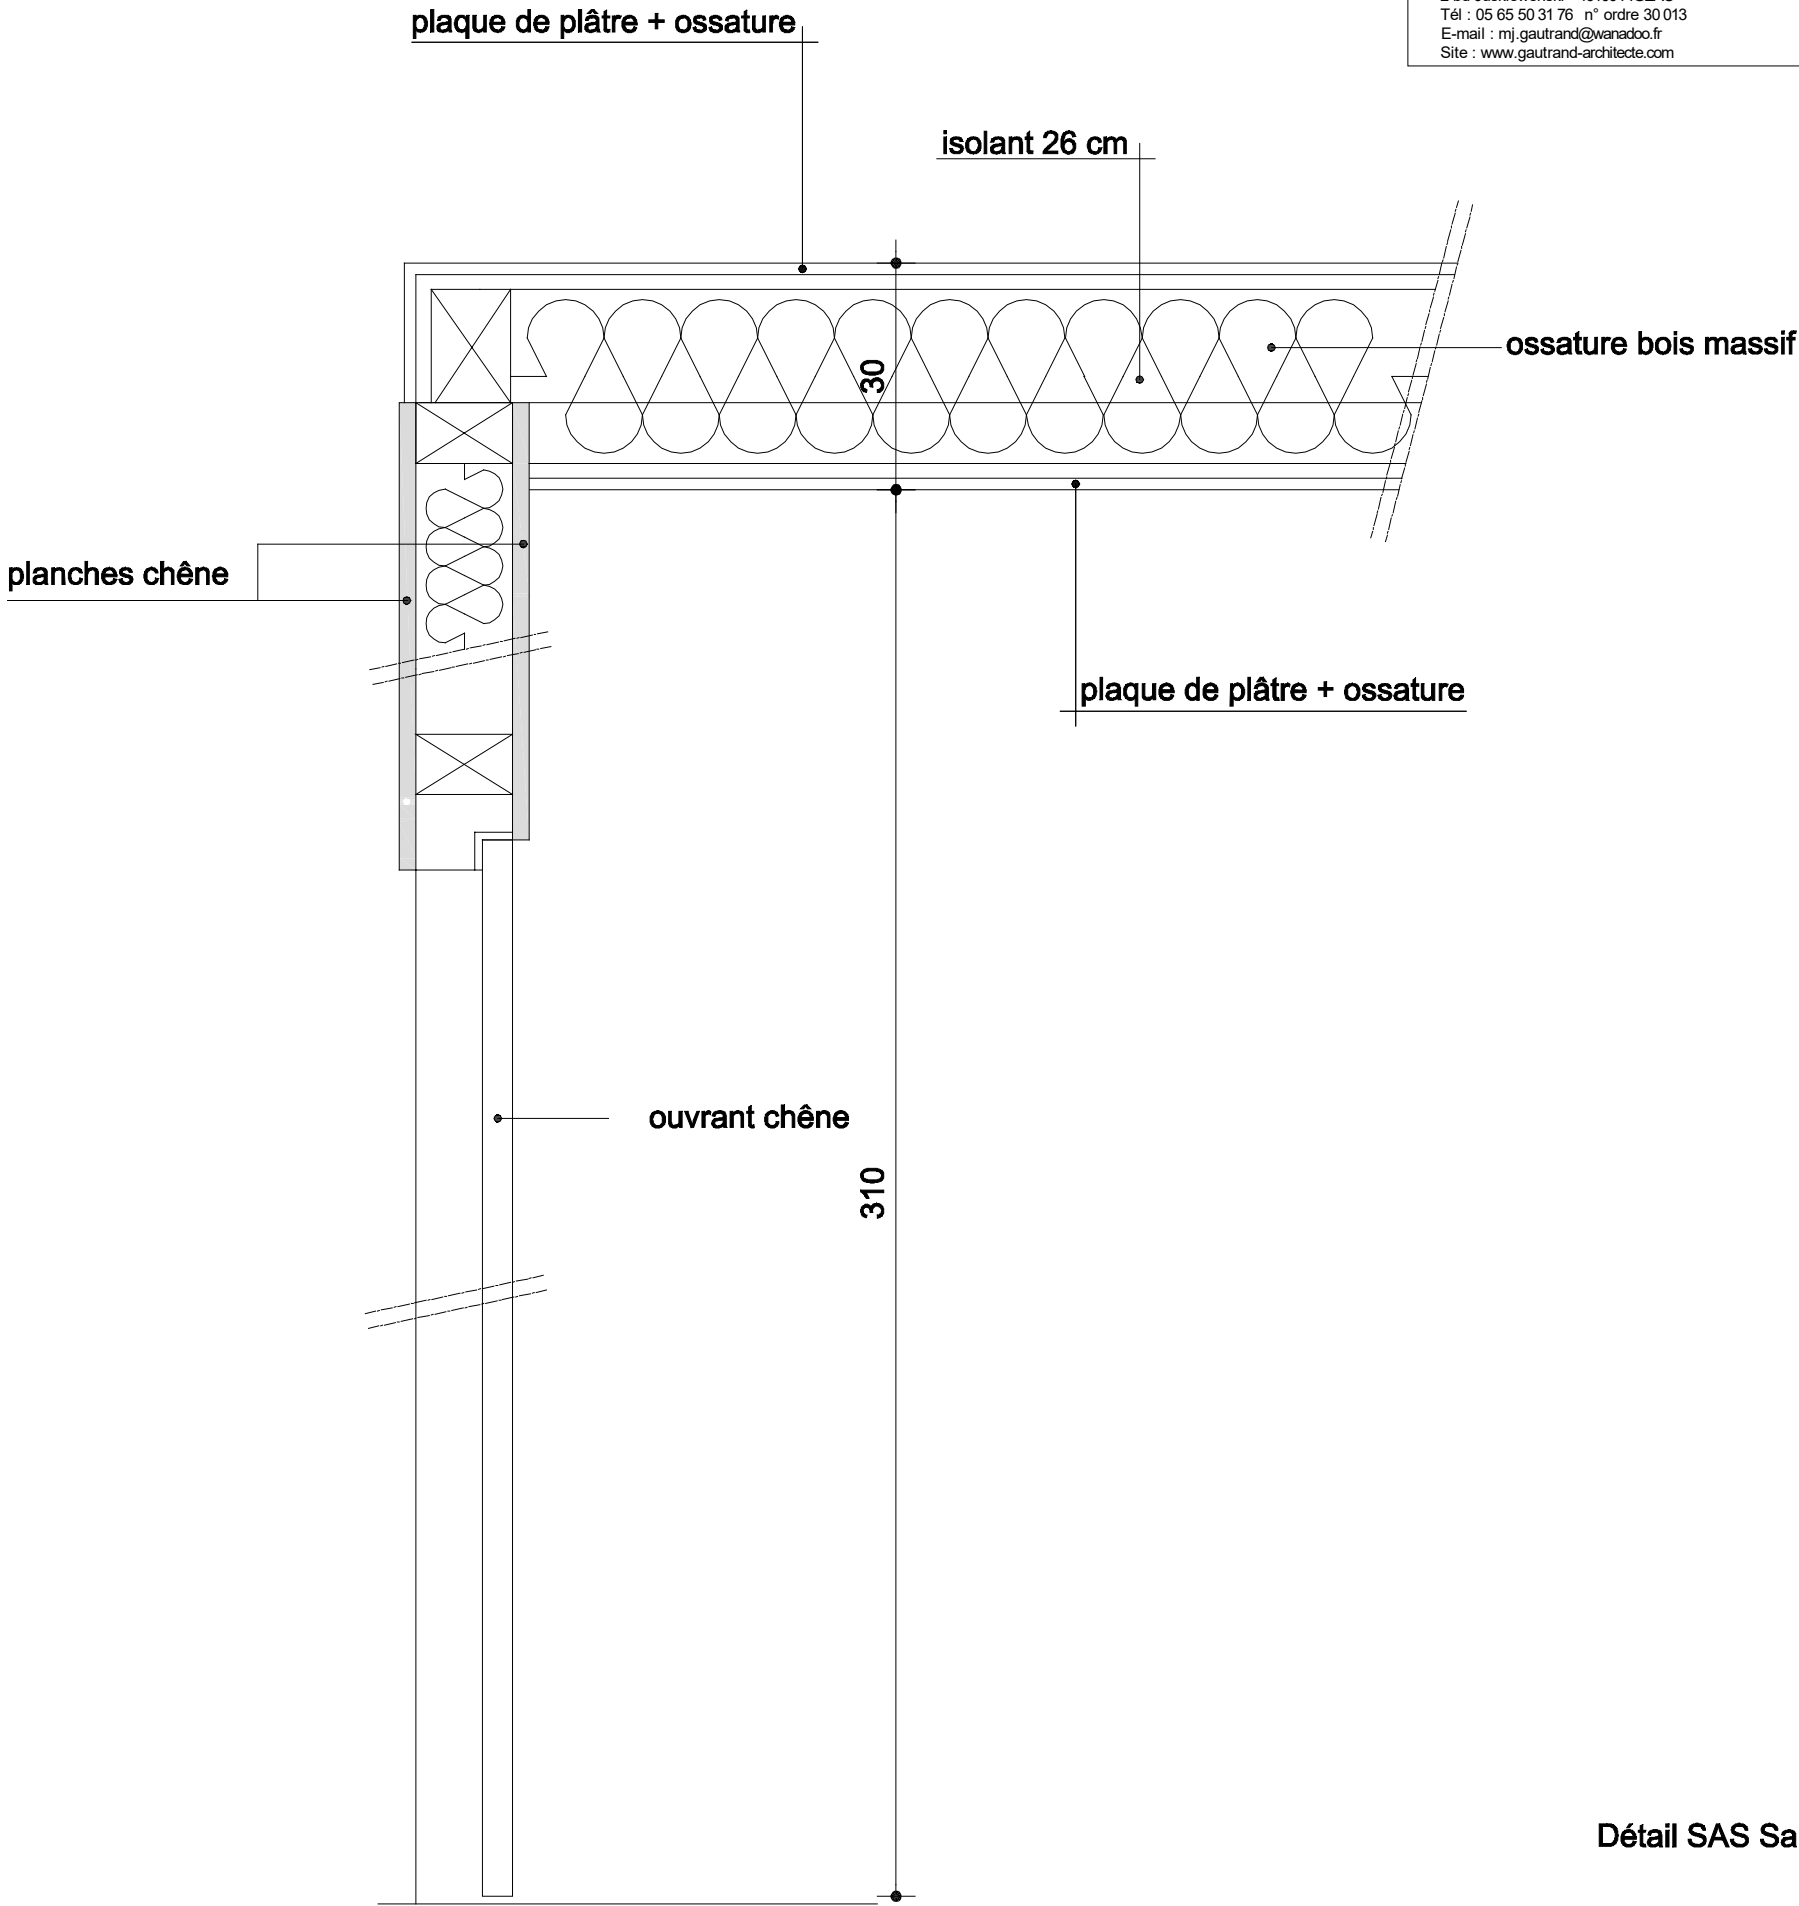 plaque de plâtre + ossature
Tél : 05 65 50 31 76 n° ordre 30 013
E-mail : mj.gautrand@wanadoo.fr
Site : www.gautrand-architecte.com
isolant 26 cm
ossature bois massif
30
planches chêne
plaque de plâtre + ossature
ouvrant chêne
310
Détail SAS Sa